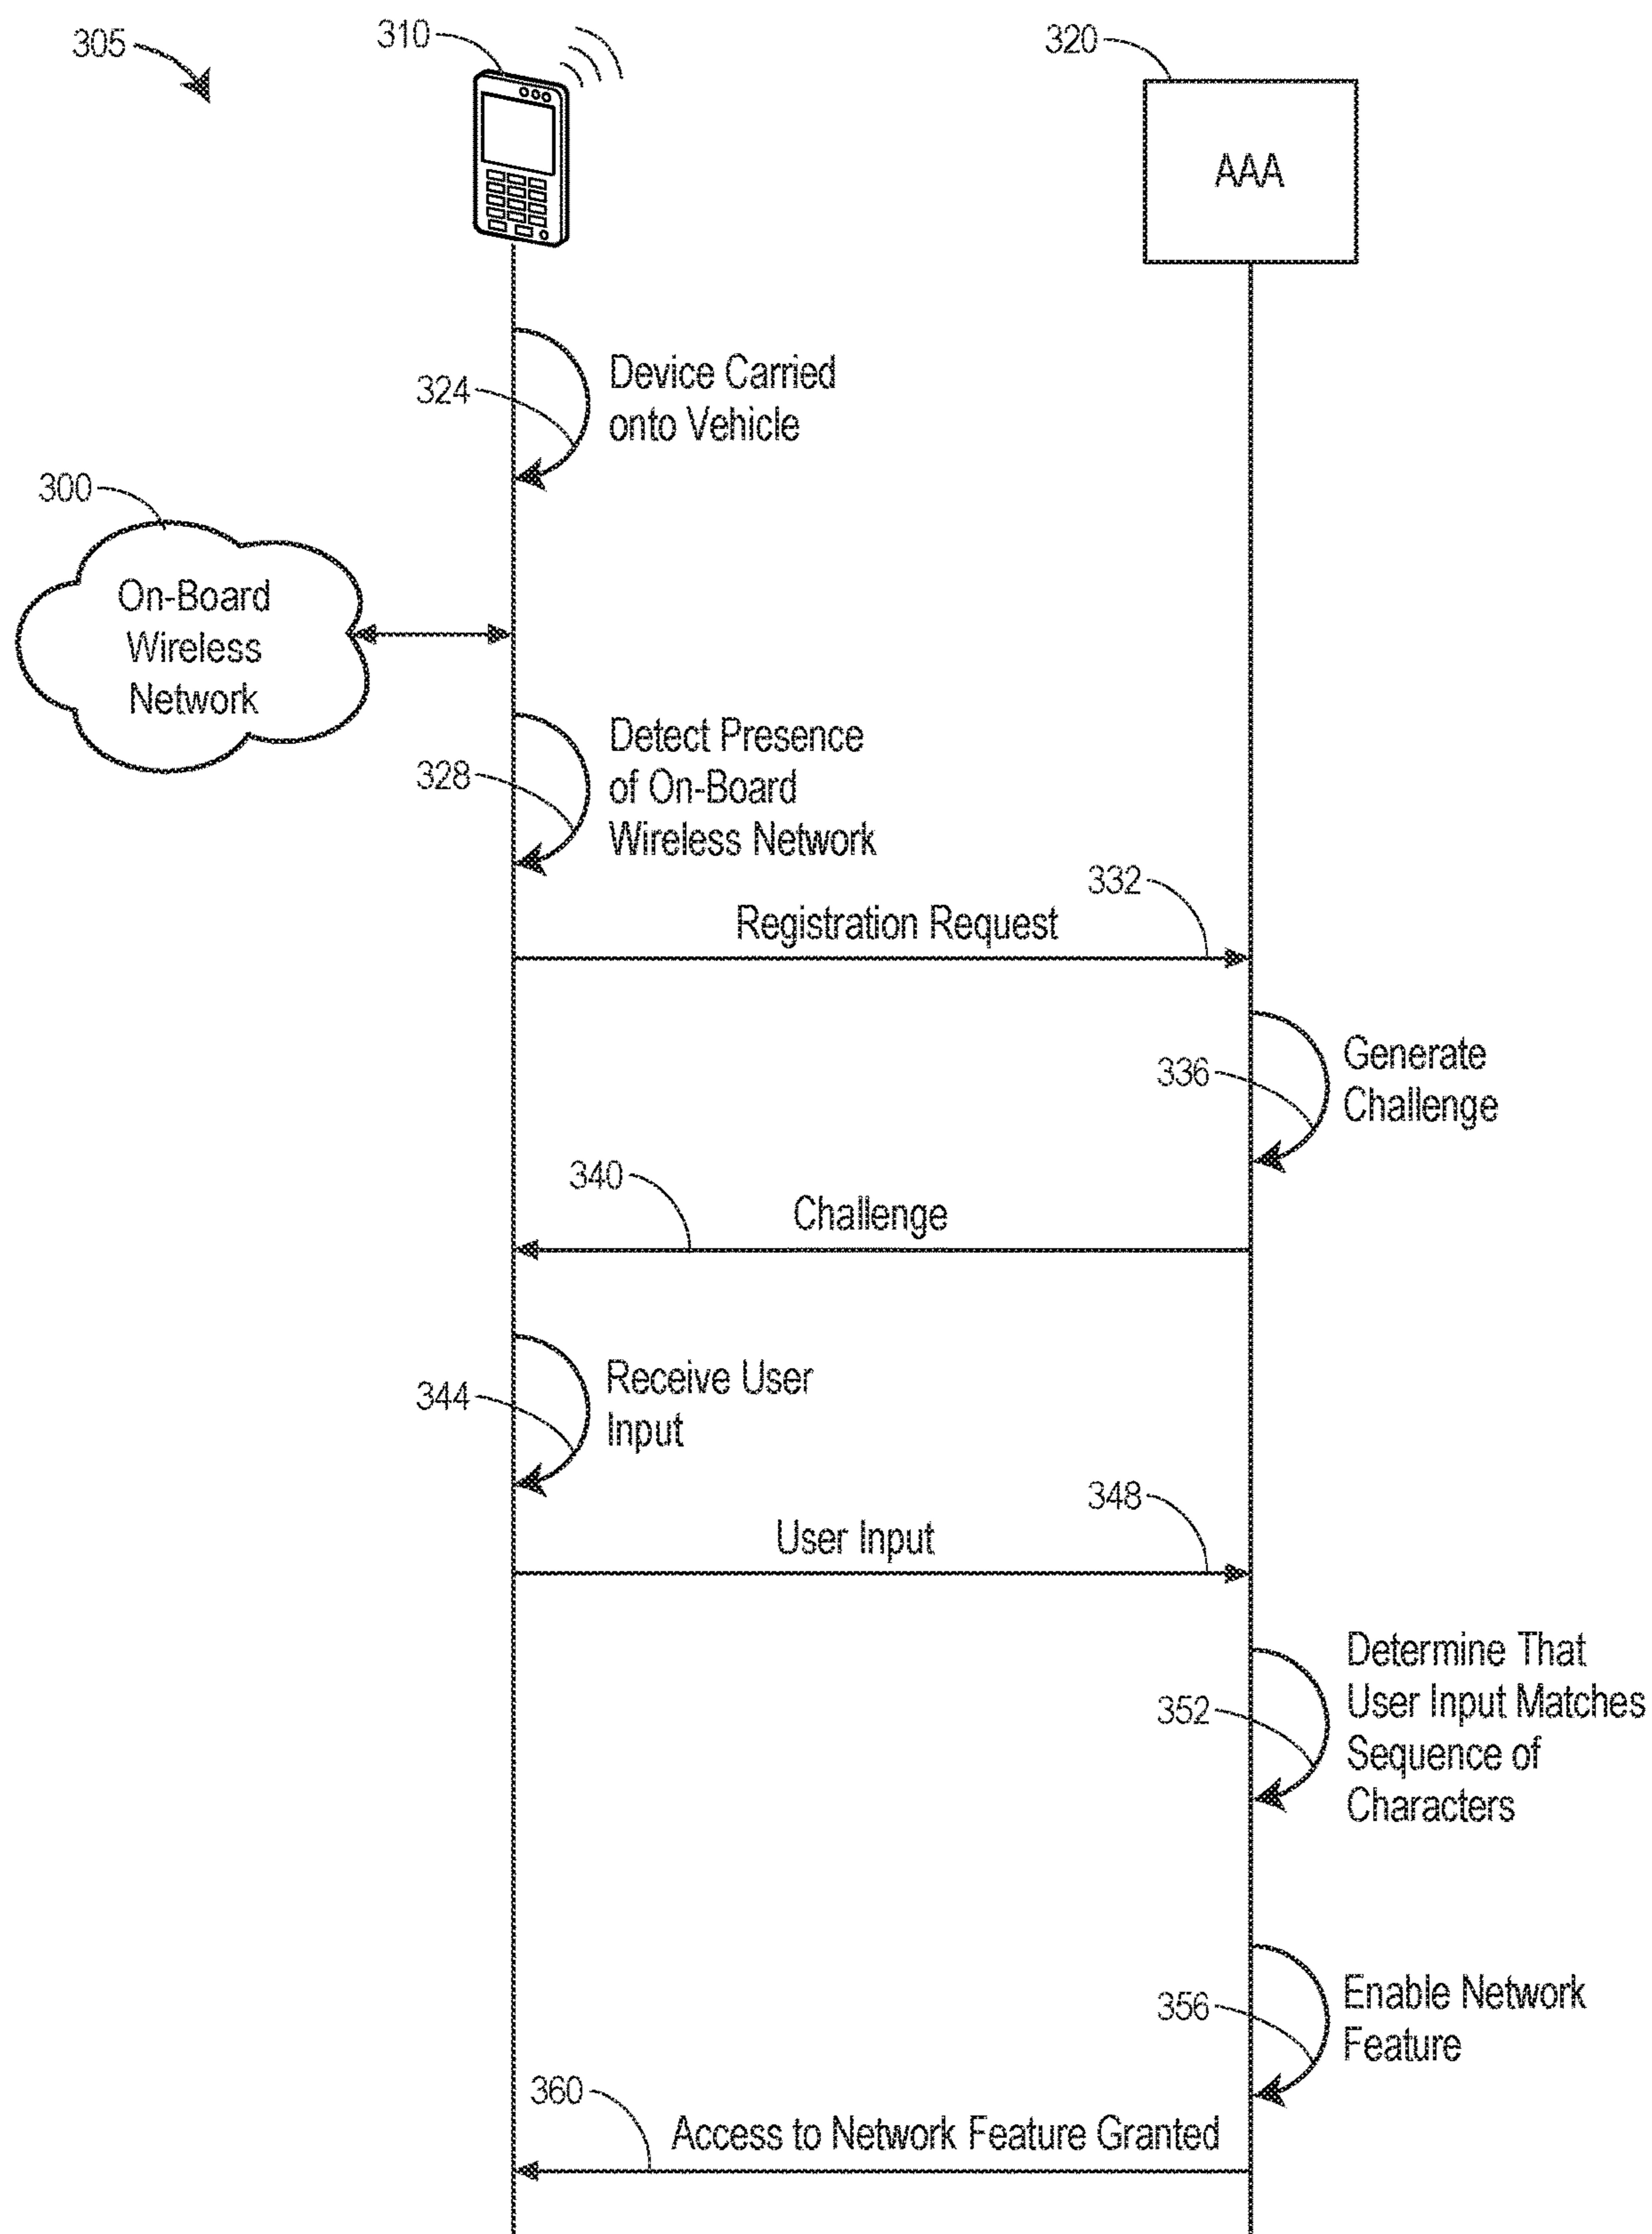 305
310
320
AAA
324
Device Carried
onto Vehicle
300
On-Board
Wireless
Network
328
Detect Presence
of On-Board
Wireless Network
332
Registration Request
336
Generate
Challenge
340
Challenge
344
Receive User
Input
348
User Input
352
Determine That
User Input Matches
Sequence of
Characters
356
Enable Network
Feature
360
Access to Network Feature Granted